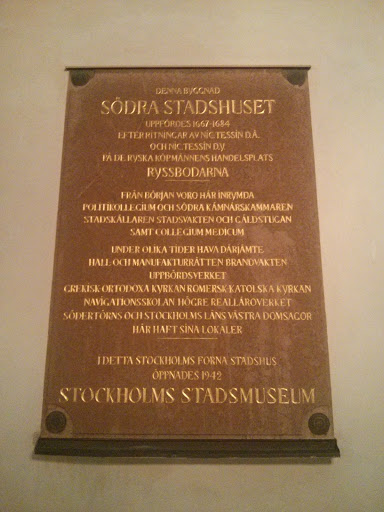 DENNA BYGGNAD
SÖDRA STADSHUSET
UPPFÖRDES 1667-1684
EFTER RITNINGAR AV NIC. TESSIN D.Ä.
OCH NIC. TESSIN D.Y.
PÅ DE RYSKA KÖPMÄNNENS HANDELSPLATS
RYSSBODARNA
FRÅN BÖRJAN VORO HÄR INRYMDA
POLITIKOLLEGIUM OCH SÖDRA KÄMNÄRSKAMMAREN
STADSKÄLLAREN STADSVAKTEN OCH GÄLDSTUGAN
SAMT COLLEGIUM MEDICUM
UNDER OLIKA TIDER HAVA DÄRJÄMTE
HALL OCH MANUFAKTURRÄTTEN BRANDVAKTEN
UPPBÖRDSVERKET
GREKISK-ORTODOXA KYRKAN ROMERSK-KATOLSKA KYRKAN
NAVIGATIONSSKOLAN HÖGRE REALLÄROVERKET
SÖDERTÖRNS OCH STOCKHOLMS LÄNS VÄSTRA DOMSAGOR
HÄR HAFT SINA LOKALER
I DETTA STOCKHOLMS FORNA STADSHUS
ÖPPNADES 1942
STOCKHOLMS STADSMUSEUM